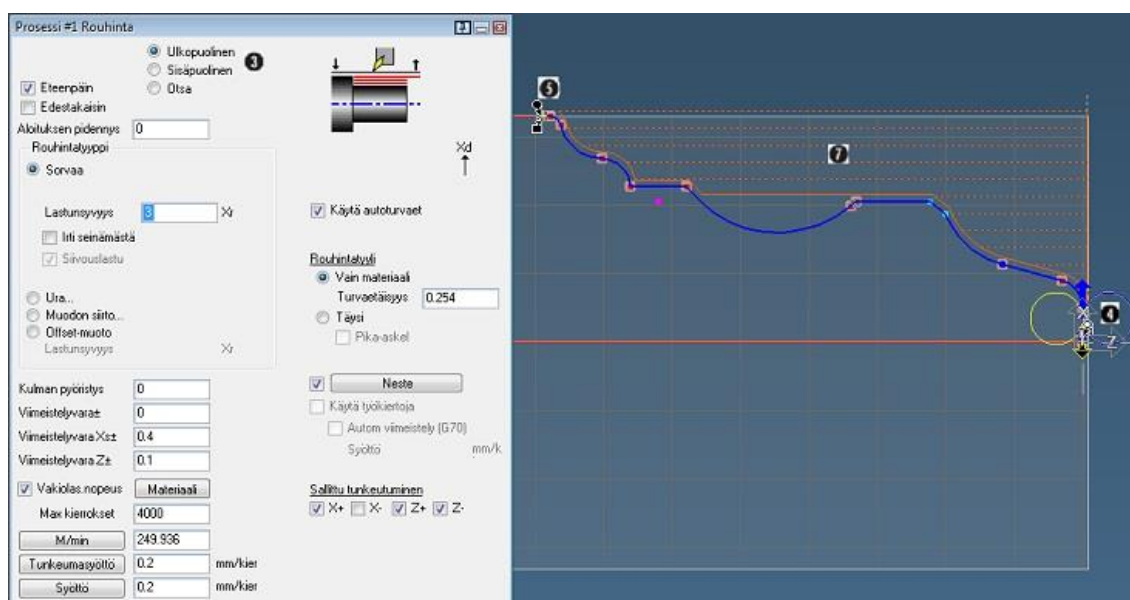 Prosessi #1 Rouhinta
Ulkopuolinen
Sisäpuolinen
3
Eteenpäin
Otsa
Edestakaisin
Aloituksen pidennys 0
Rouhintatyyppi
Sorvaa
Lastunsyvyys 3 Xr
Irti seinämästä
Siivouslastu
Ura...
Muodon siirto...
Offset-muoto
Lastunsyvyys Xr
Kulman pyöristys 0
Viimeistelyvara± 0
Viimeistelyvara Xs± 0.4
Viimeistelyvara Z± 0.1
Vakiolas.nopeus Materiaali
Max kierrokset 4000
M/min 249.936
Tunkeumasyöttö 0.2 mm/kier
Syöttö 0.2 mm/kier
Xd
Käytä autoturvaet
Rouhintatyyli
Vain materiaali
Turvaetäisyys 0.254
Täysi
Pika-askel
Neste
Käytä työkiertoja
Autom viimeistely (G70)
Syöttö mm/k
Sallittu tunkeutuminen
X+ X- Z+ Z-
5
7
4
X
Z